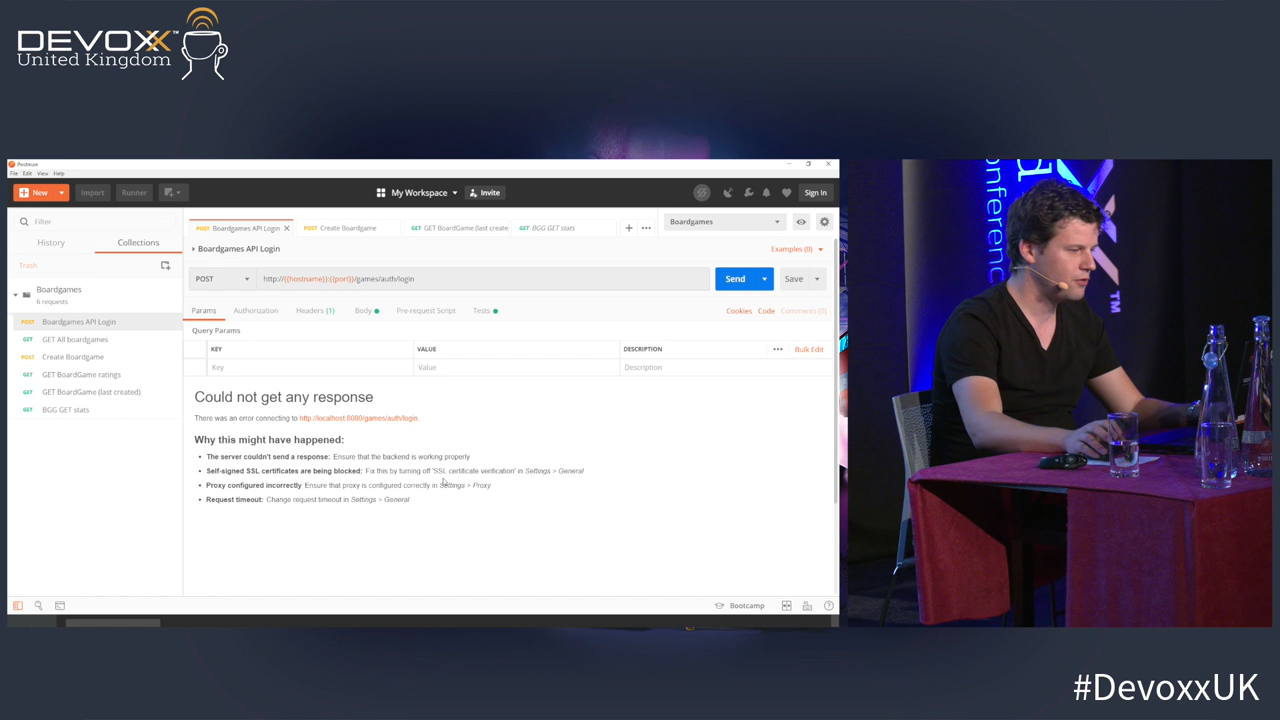 DEVOXX™
United Kingdom
Postman
File Edit View Help
New
Import
Runner
My Workspace
Invite
Sign In
Filter
History
Collections
Trash
Boardgames
6 requests
POST Boardgames API Login
GET All boardgames
POST Create Boardgame
GET BoardGame ratings
GET BoardGame (last created)
GET BGG GET stats
POST Boardgames API Login
POST Create Boardgame
GET GET BoardGame (last create
GET BGG GET stats
Boardgames
Boardgames API Login
Examples (0)
POST
http://{{hostname}}:{{port}}/games/auth/login
Send
Save
Params
Authorization
Headers (1)
Body
Pre-request Script
Tests
Cookies
Code
Comments (0)
Query Params
KEY
VALUE
DESCRIPTION
Bulk Edit
Key
Value
Description
Could not get any response
There was an error connecting to http://localhost:8080/games/auth/login.
Why this might have happened:
• The server couldn't send a response: Ensure that the backend is working properly
• Self-signed SSL certificates are being blocked: Fix this by turning off 'SSL certificate verification' in Settings > General
• Proxy configured incorrectly Ensure that proxy is configured correctly in Settings > Proxy
• Request timeout: Change request timeout in Settings > General
Bootcamp
conference
#DevoxxUK